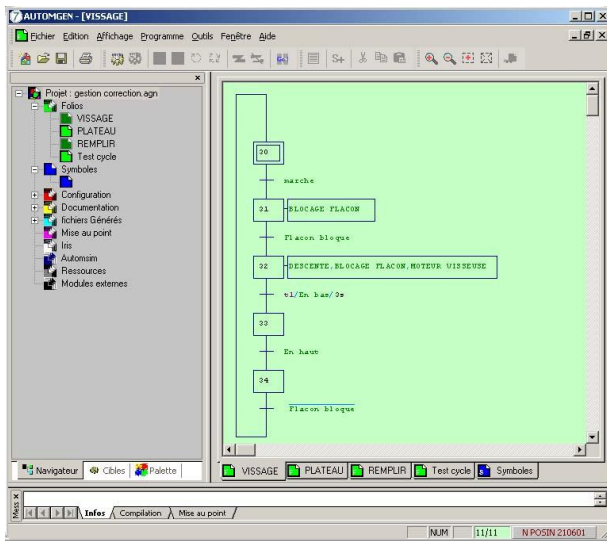 AUTOMGEN - [VISSAGE]
Fichier Edition Affichage Programme Outils Fenêtre Aide
Projet : gestion correction.agn
Folios
VISSAGE
PLATEAU
REMPLIR
Test cycle
Symboles
Configuration
Documentation
fichiers Générés
Mise au point
Iris
Automsim
Ressources
Modules externes
30
marche
31 BLOCAGE FLACON
Flacon bloque
32 DESCENTE,BLOCAGE FLACON,MOTEUR VISSEUSE
t1/En bas/3s
33
En haut
34
Flacon bloque
Navigateur Cibles Palette
VISSAGE PLATEAU REMPLIR Test cycle Symboles
Mess
Infos Compilation Mise au point
NUM 11/11 N POSIN 210601